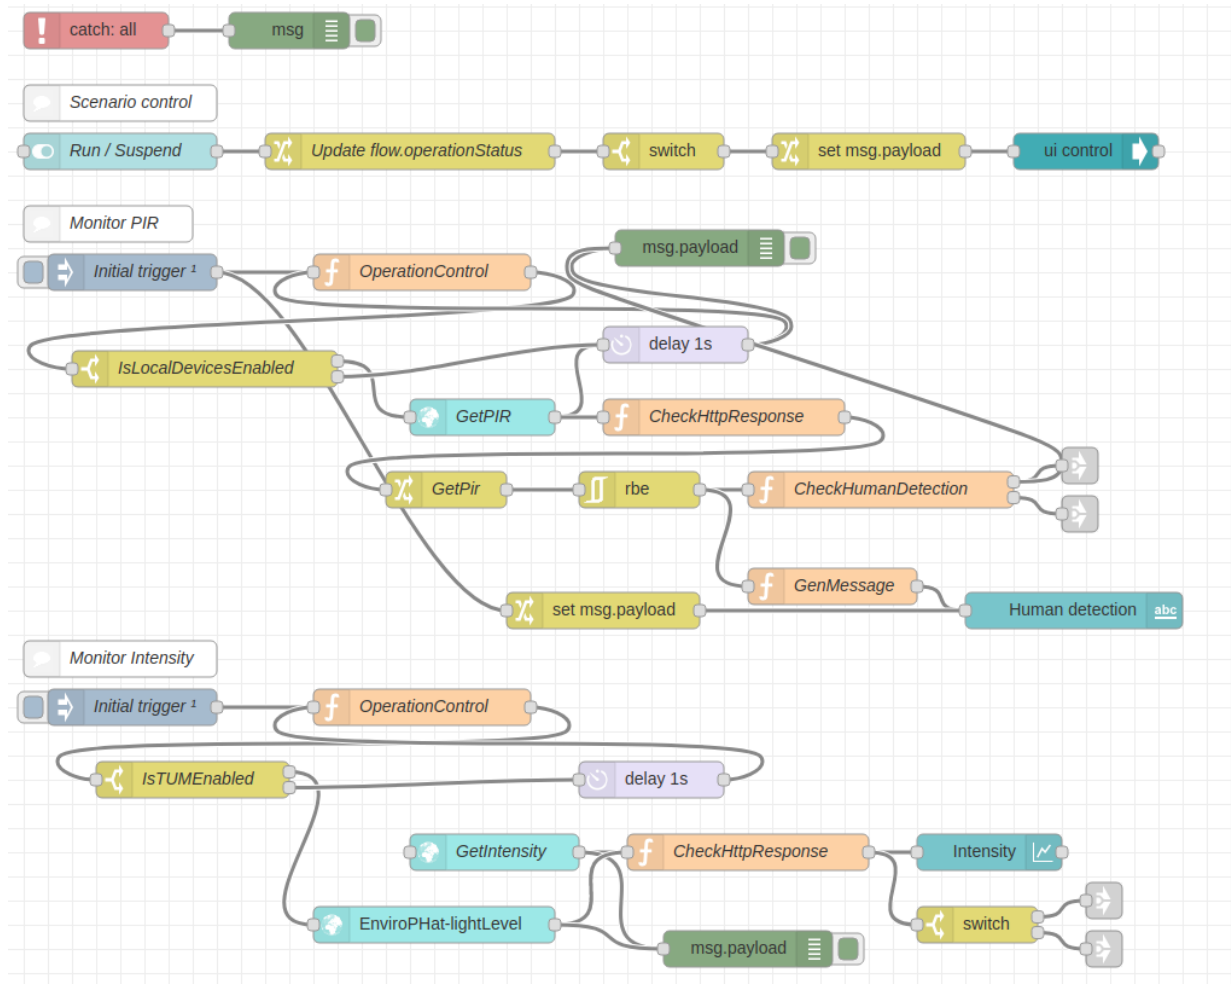 catch: all
msg
Scenario control
Run / Suspend
Update flow.operationStatus
switch
set msg.payload
ui control
Monitor PIR
msg.payload
Initial trigger ¹
OperationControl
delay 1s
IsLocalDevicesEnabled
GetPIR
CheckHttpResponse
GetPir
rbe
CheckHumanDetection
GenMessage
set msg.payload
Human detection
abc
Monitor Intensity
Initial trigger ¹
OperationControl
IsTUMEnabled
delay 1s
GetIntensity
CheckHttpResponse
Intensity
EnviroPHat-lightLevel
switch
msg.payload